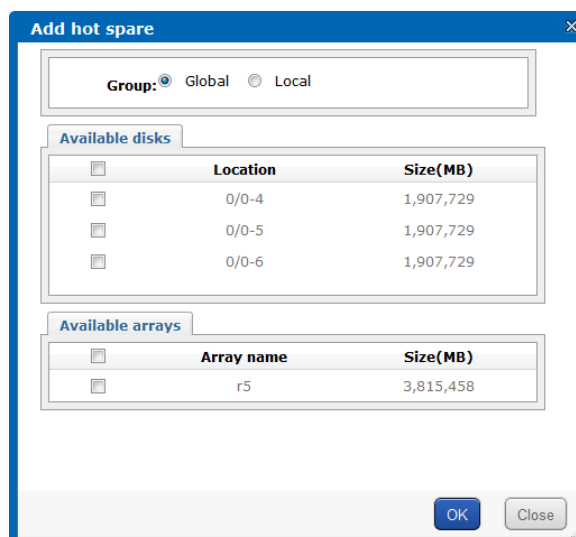 Add hot spare
Group: Global Local
Available disks
Location Size(MB)
0/0-4 1,907,729
0/0-5 1,907,729
0/0-6 1,907,729
Available arrays
Array name Size(MB)
r5 3,815,458
OK Close